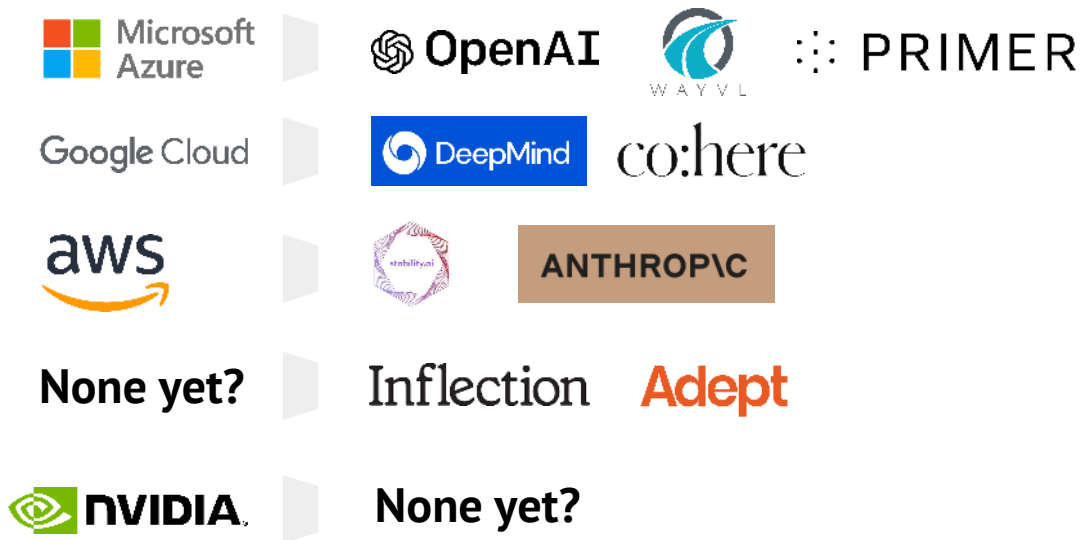 Microsoft
Azure
OpenAI
WAYVL
PRIMER
Google Cloud
DeepMind
co:here
aws
stability.ai
ANTHROP\C
None yet?
Inflection
Adept
NVIDIA.
None yet?